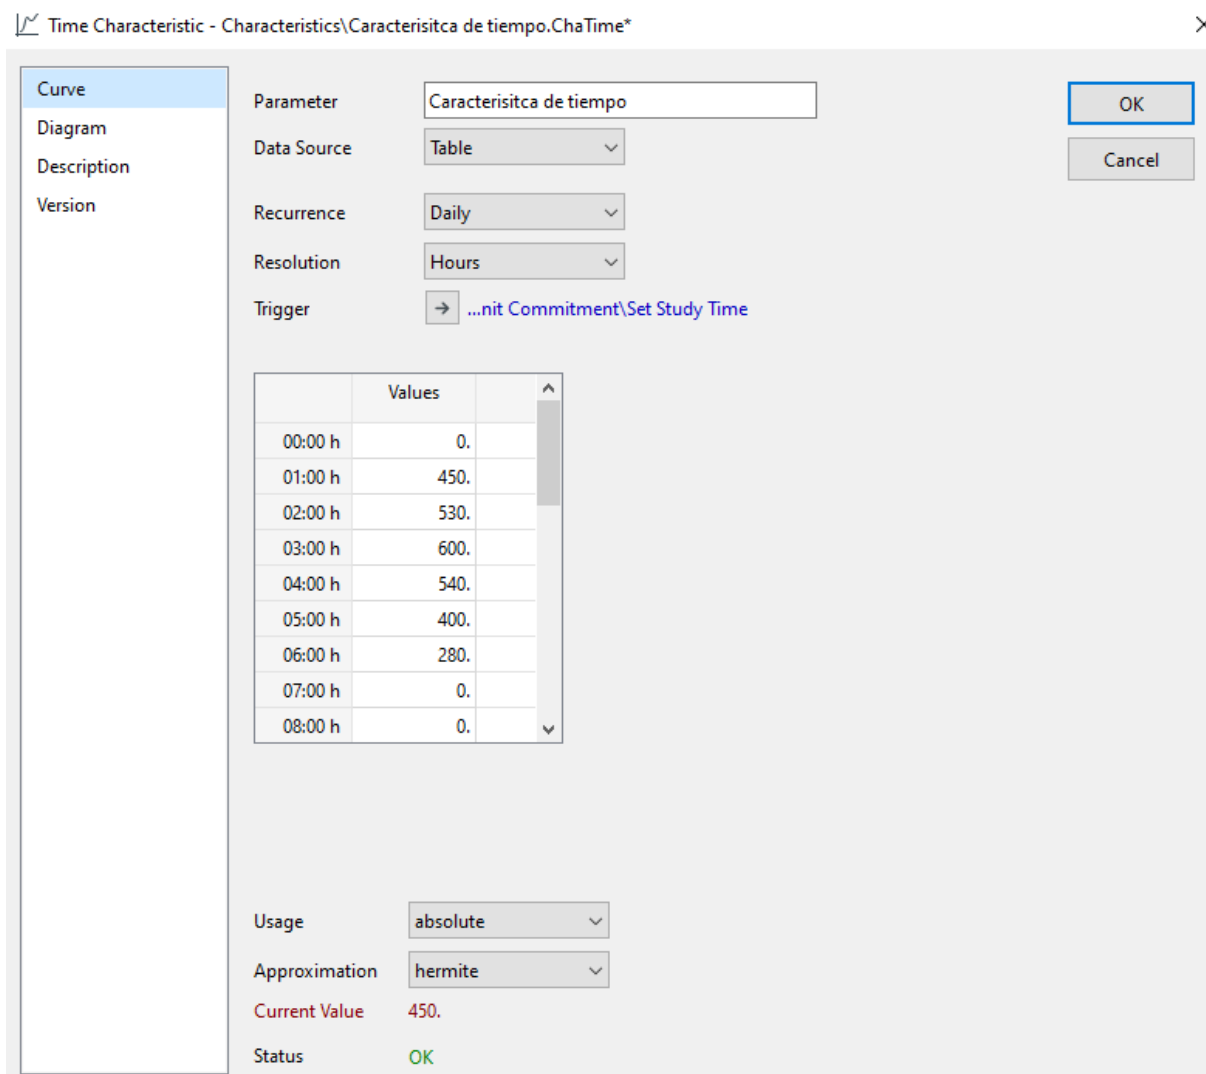 Time Characteristic - Characteristics\Caracterisitca de tiempo.ChaTime*
Curve
Diagram
Description
Version
Parameter Caracterisitca de tiempo
Data Source Table
Recurrence Daily
Resolution Hours
Trigger ...nit Commitment\Set Study Time
OK
Cancel
Values
00:00 h 0.
01:00 h 450.
02:00 h 530.
03:00 h 600.
04:00 h 540.
05:00 h 400.
06:00 h 280.
07:00 h 0.
08:00 h 0.
Usage absolute
Approximation hermite
Current Value 450.
Status OK